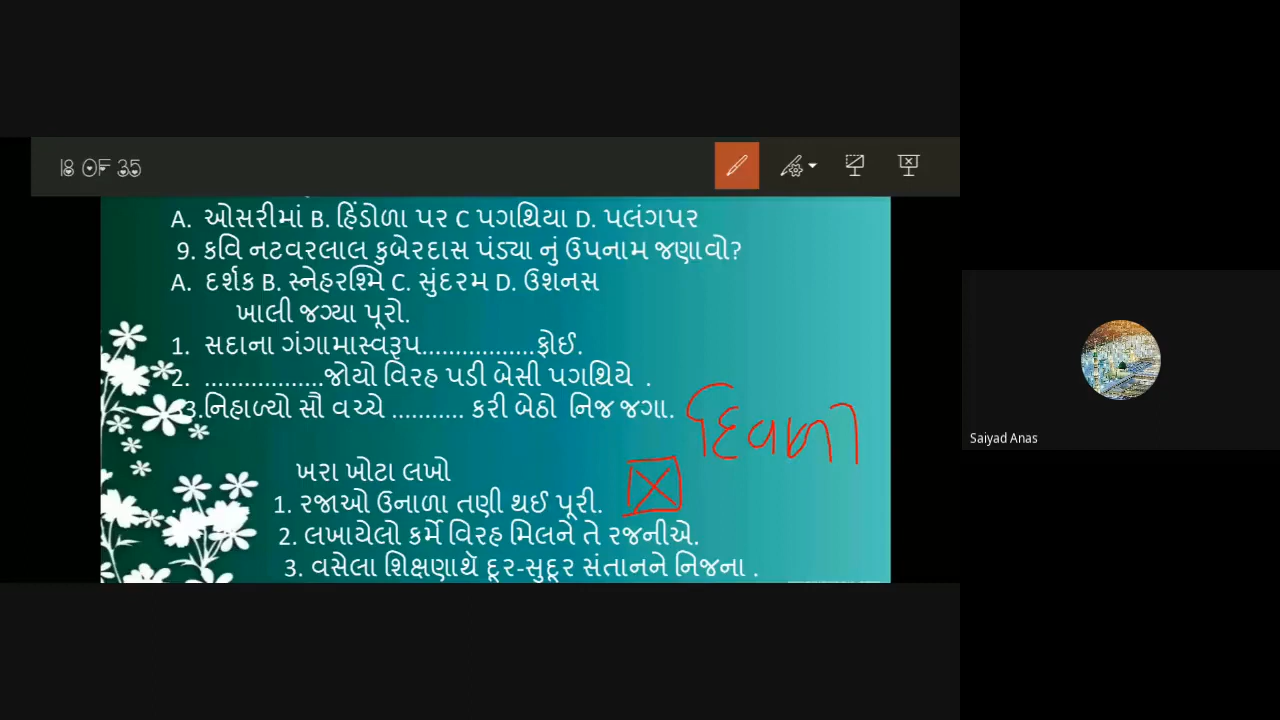 18 OF 35
A. ઓસરીમાં B. હિંડોળા પર C પગથિયા D. પલંગપર
9. કવિ નટવરલાલ કુબેરદાસ પંડ્યા નું ઉપનામ જણાવો?
A. દર્શક B. સ્નેહરશ્મિ C. સુંદરમ D. ઉશનસ
ખાલી જગ્યા પૂરો.
1. સદાના ગંગામાસ્વરૂપ.................ફોઈ.
2. ..................જોયો વિરહ પડી બેસી પગથિયે .
3.નિહાળ્યો સૌ વચ્ચે ........... કરી બેઠો નિજ જગા.
દિવાળી
ખરા ખોટા લખો
1. રજાઓ ઉનાળા તણી થઈ પૂરી.
2. લખાયેલો કર્મે વિરહ મિલને તે રજનીએ.
3. વસેલા શિક્ષણાર્થે દૂર-સુદૂર સંતાનને નિજના .
Saiyad Anas